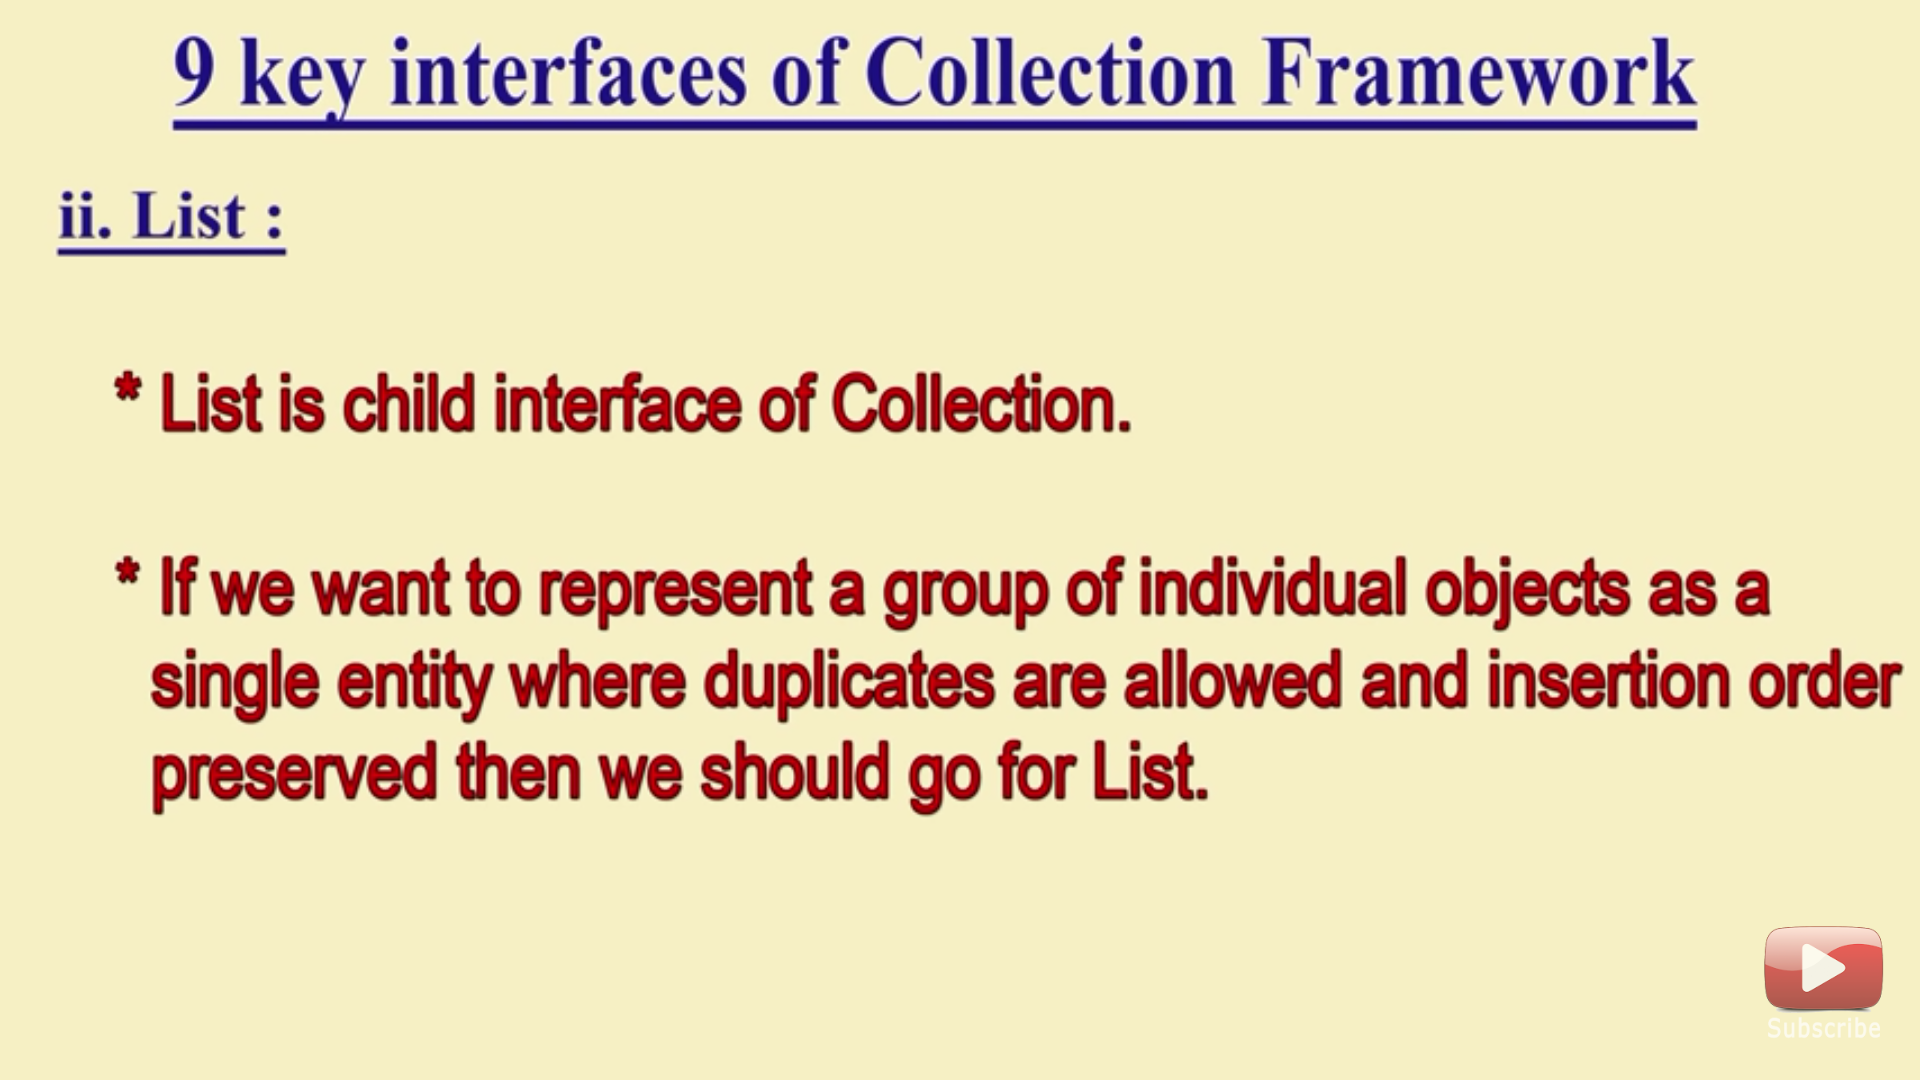 9 key interfaces of Collection Framework
ii. List :
* List is child interface of Collection.
* If we want to represent a group of individual objects as a
single entity where duplicates are allowed and insertion order
preserved then we should go for List.
Subscribe